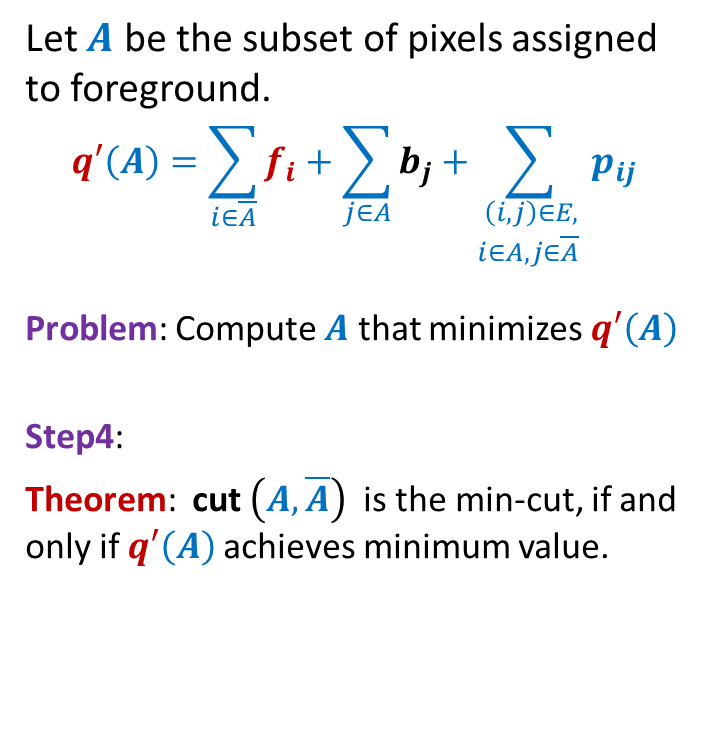 Let A be the subset of pixels assigned
to foreground.
q′(A) = ∑ f_i + ∑ b_j + ∑ p_ij
i∈A̅ j∈A (i,j)∈E,
i∈A,j∈A̅
Problem: Compute A that minimizes q′(A)
Step4:
Theorem: cut (A, A̅) is the min-cut, if and
only if q′(A) achieves minimum value.